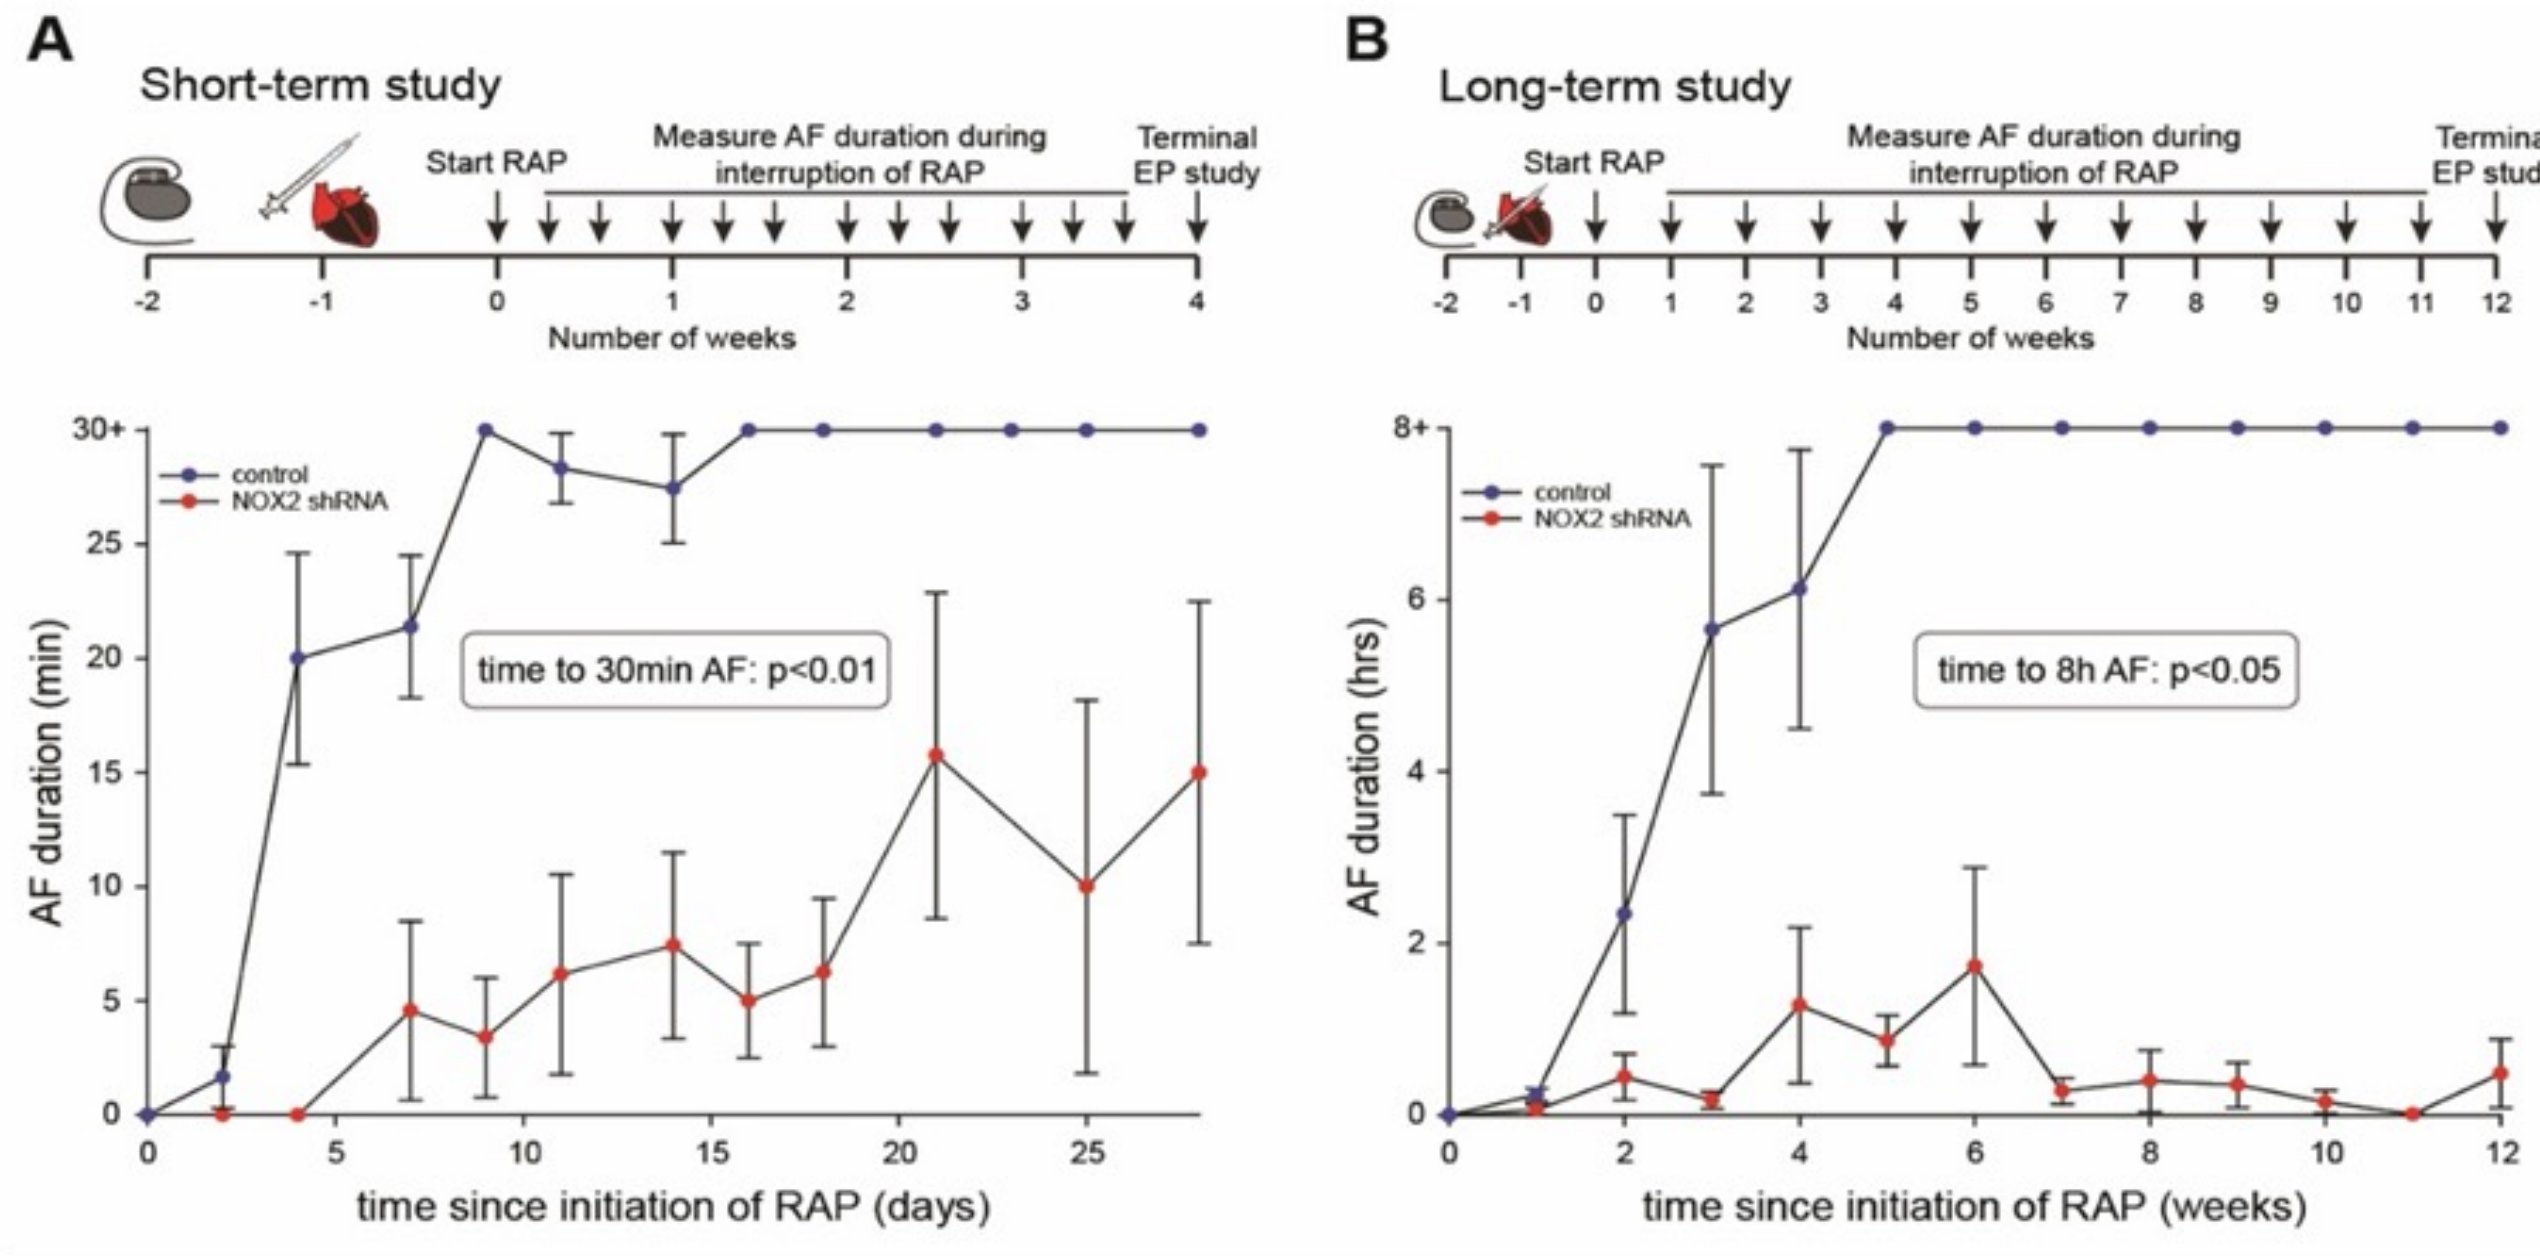 A
Short-term study
Start RAP
Measure AF duration during
interruption of RAP
Terminal
EP study
-2 -1 0 1 2 3 4
Number of weeks
30+
25
20
15
10
5
0
AF duration (min)
control
NOX2 shRNA
time to 30min AF: p<0.01
0 5 10 15 20 25
time since initiation of RAP (days)
B
Long-term study
Start RAP
Measure AF duration during
interruption of RAP
Termina
EP stud
-2 -1 0 1 2 3 4 5 6 7 8 9 10 11 12
Number of weeks
8+
6
4
2
0
AF duration (hrs)
control
NOX2 shRNA
time to 8h AF: p<0.05
0 2 4 6 8 10 12
time since initiation of RAP (weeks)